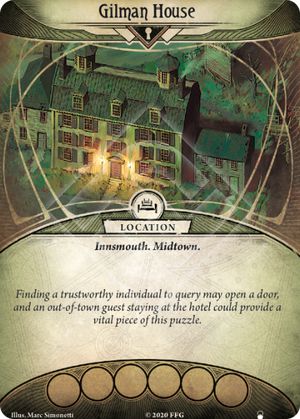 Gilman House
LOCATION
Innsmouth. Midtown.
Finding a trustworthy individual to query may open a door,
and an out-of-town guest staying at the hotel could provide a
vital piece of this puzzle.
Illus. Marc Simonetti
© 2020 FFG